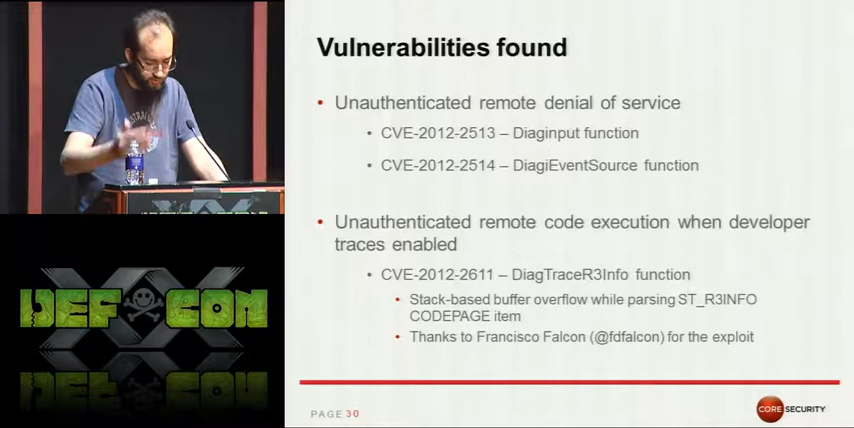 Vulnerabilities found
• Unauthenticated remote denial of service
• CVE-2012-2513 – Diaginput function
• CVE-2012-2514 – DiagiEventSource function
• Unauthenticated remote code execution when developer
traces enabled
• CVE-2012-2611 – DiagTraceR3Info function
• Stack-based buffer overflow while parsing ST_R3INFO
CODEPAGE item
• Thanks to Francisco Falcon (@fdfalcon) for the exploit
PAGE 30
CORE SECURITY
DEF CON
XX